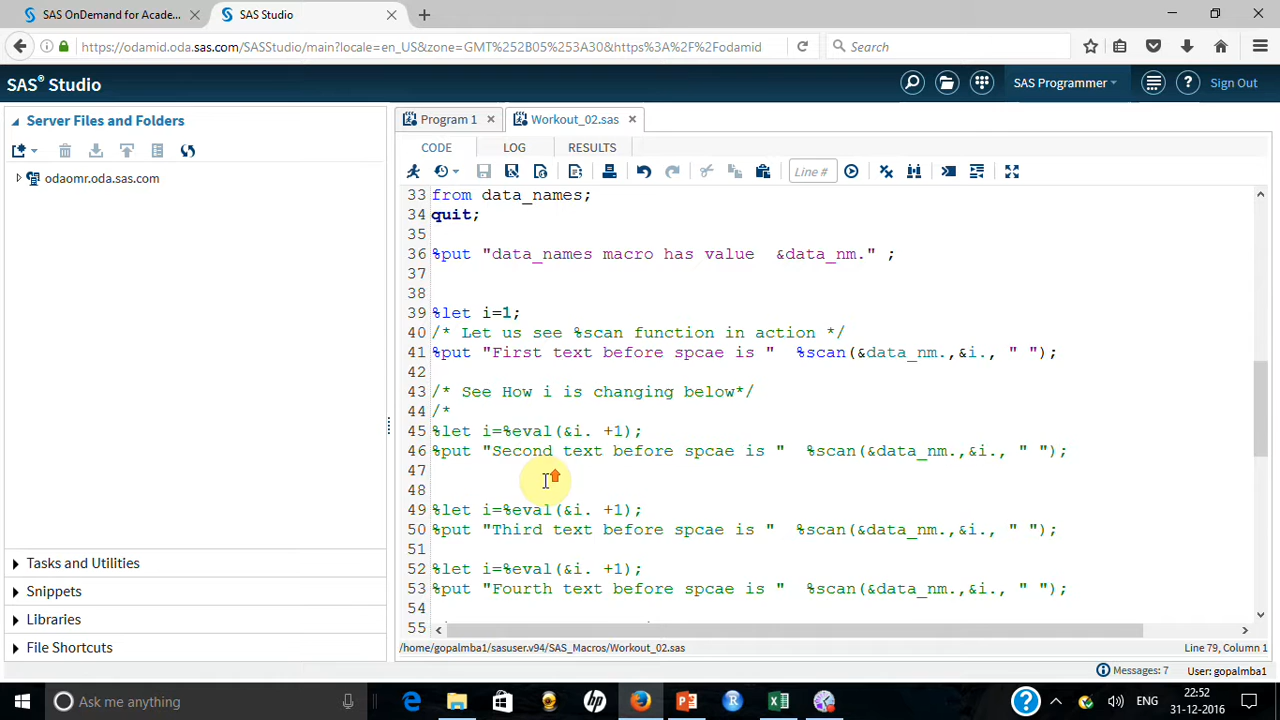 SAS OnDemand for Acade...
SAS Studio
https://odamid.oda.sas.com/SASStudio/main?locale=en_US&zone=GMT%252B05%253A30&https%3A%2F%2Fodamid
Search
SAS® Studio
SAS Programmer
Sign Out
Server Files and Folders
odaomr.oda.sas.com
Tasks and Utilities
Snippets
Libraries
File Shortcuts
Program 1
Workout_02.sas
CODE
LOG
RESULTS
Line #
33 from data_names;
34 quit;
35
36 %put "data_names macro has value  &data_nm." ;
37
38
39 %let i=1;
40 /* Let us see %scan function in action */
41 %put "First text before spcae is "  %scan(&data_nm.,&i., " ");
42
43 /* See How i is changing below*/
44 /*
45 %let i=%eval(&i. +1);
46 %put "Second text before spcae is "  %scan(&data_nm.,&i., " ");
47
48
49 %let i=%eval(&i. +1);
50 %put "Third text before spcae is "  %scan(&data_nm.,&i., " ");
51
52 %let i=%eval(&i. +1);
53 %put "Fourth text before spcae is "  %scan(&data_nm.,&i., " ");
54
55
/home/gopalmba1/sasuser.v94/SAS_Macros/Workout_02.sas
Line 79, Column 1
Messages: 7
User: gopalmba1
Ask me anything
ENG
22:52
31-12-2016